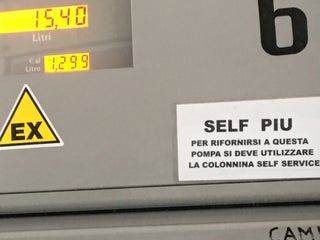 15,40
Litri
6
€ al
Litro 1,299
EX
SELF PIU
PER RIFORNIRSI A QUESTA
POMPA SI DEVE UTILIZZARE
LA COLONNINA SELF SERVICE